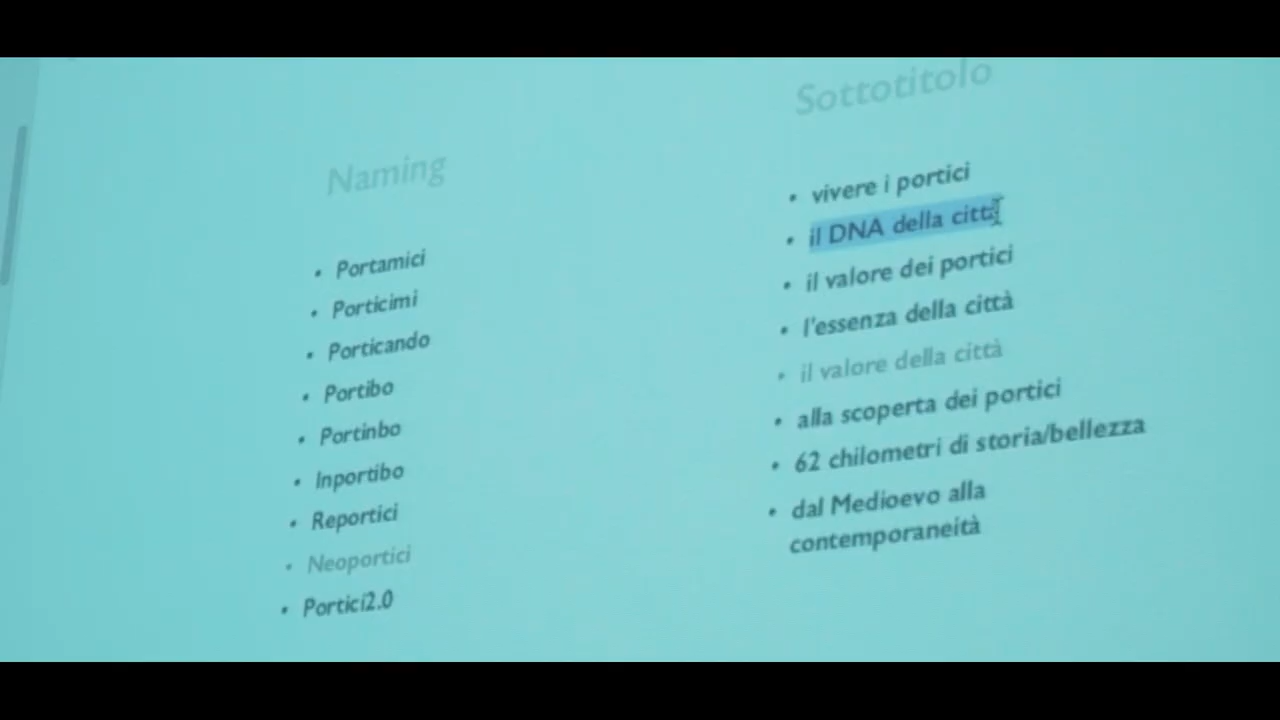 Naming
• Portamici
• Porticimi
• Porticando
• Portibo
• Portinbo
• Inportibo
• Reportici
• Neoportici
• Portici2.0
Sottotitolo
• vivere i portici
• il DNA della città
• il valore dei portici
• l'essenza della città
• il valore della città
• alla scoperta dei portici
• 62 chilometri di storia/bellezza
• dal Medioevo alla
contemporaneità